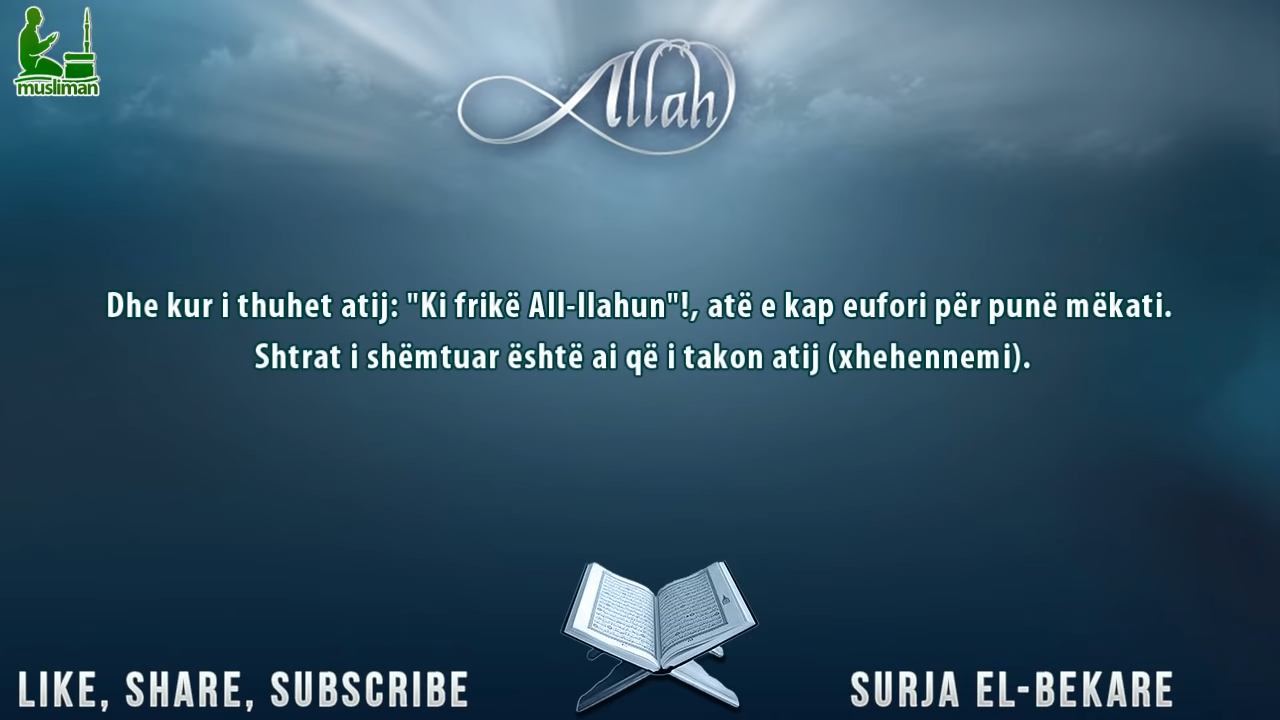 musliman
Allah
Dhe kur i thuhet atij: "Ki frikë All-llahun"!, atë e kap eufori për punë mëkati.
Shtrat i shëmtuar është ai që i takon atij (xhehennemi).
LIKE, SHARE, SUBSCRIBE
SURJA EL-BEKARE